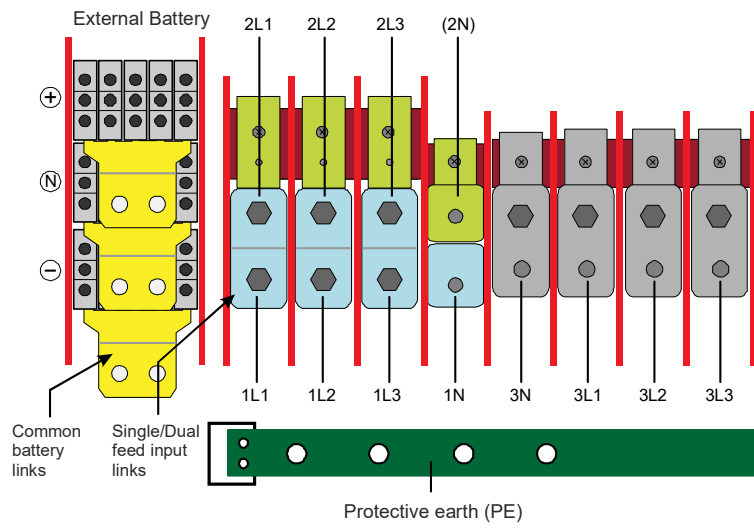 External Battery
2L1
2L2
2L3
(2N)
+
N
−
1L1
1L2
1L3
1N
3N
3L1
3L2
3L3
Common
battery
links
Single/Dual
feed input
links
Protective earth (PE)